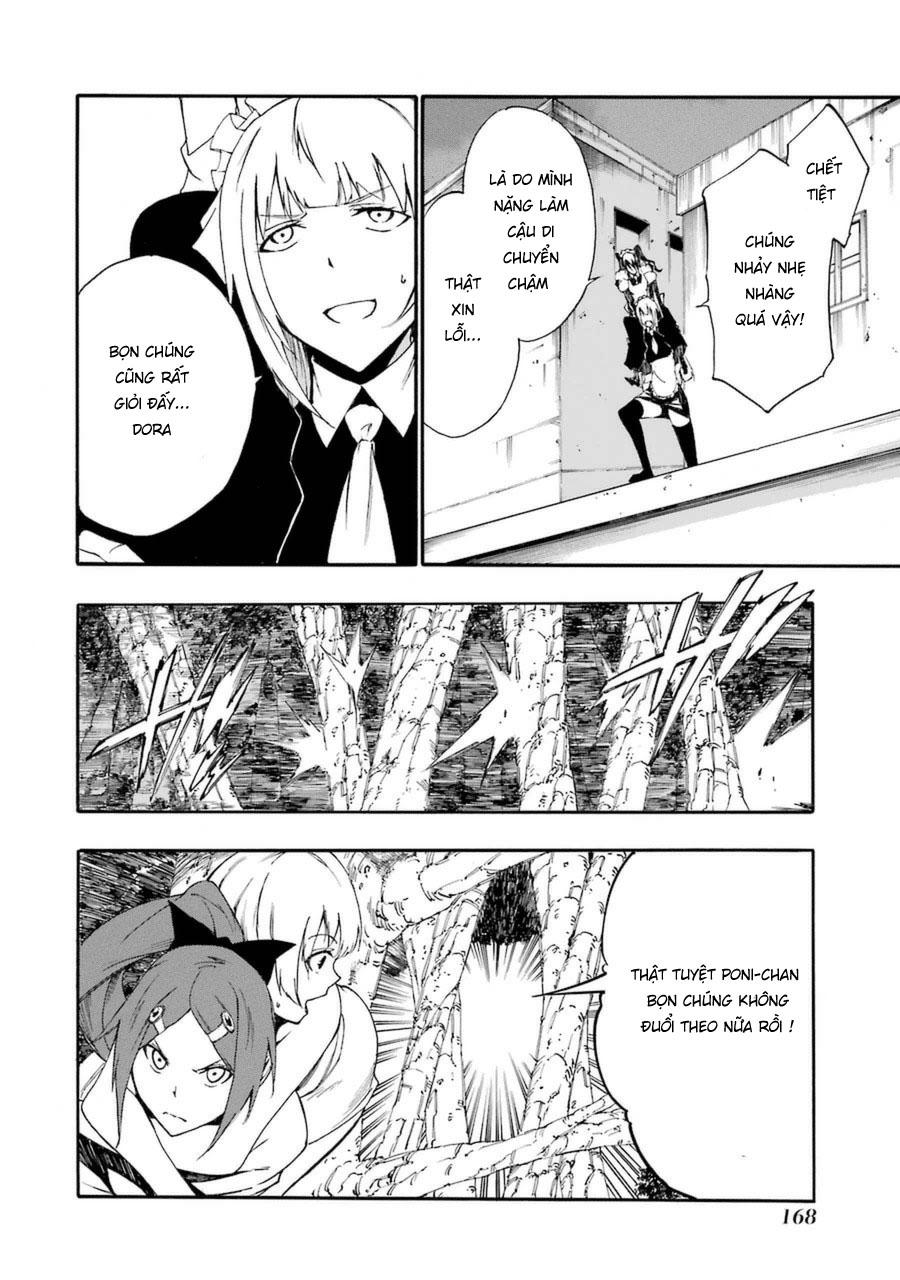 CHẾT
TIỆT
CHÚNG
NHẢY NHẸ
NHÀNG
QUÁ VẬY!
LÀ DO MÌNH
NẶNG LÀM
CẬU DI
CHUYỂN
CHẬM
THẬT
XIN
LỖI...
BỌN CHÚNG
CŨNG RẤT
GIỎI ĐẤY...
DORA
THẬT TUYỆT PONI-CHAN
BỌN CHÚNG KHÔNG
ĐUỔI THEO NỮA RỒI !
168